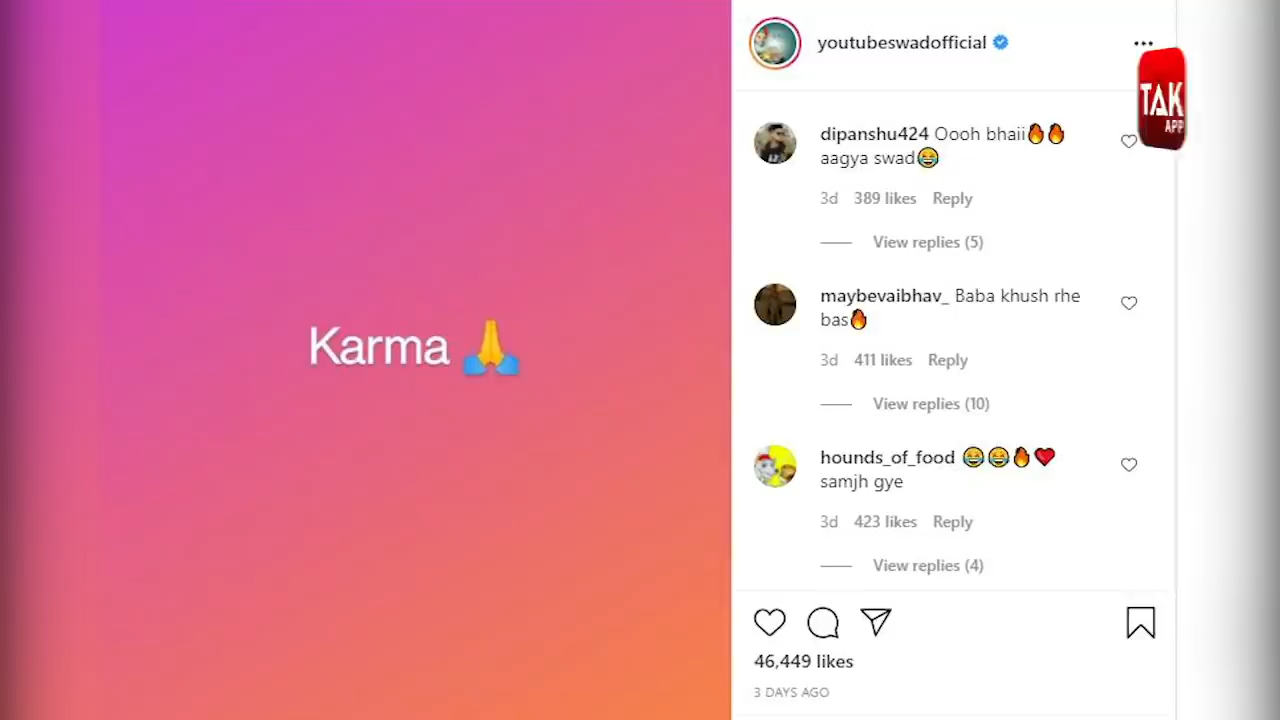 Karma 🙏
youtubeswadofficial
TAK
APP
dipanshu424 Oooh bhaii🔥🔥
aagya swad😂
3d 389 likes Reply
View replies (5)
maybevaibhav_ Baba khush rhe
bas🔥
3d 411 likes Reply
View replies (10)
hounds_of_food 😂😂🔥❤️
samjh gye
3d 423 likes Reply
View replies (4)
46,449 likes
3 DAYS AGO